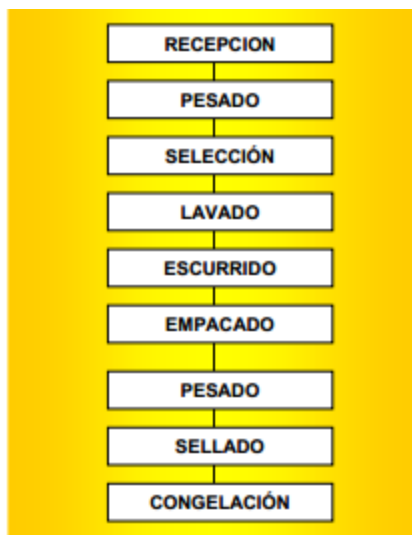 RECEPCION
PESADO
SELECCIÓN
LAVADO
ESCURRIDO
EMPACADO
PESADO
SELLADO
CONGELACIÓN